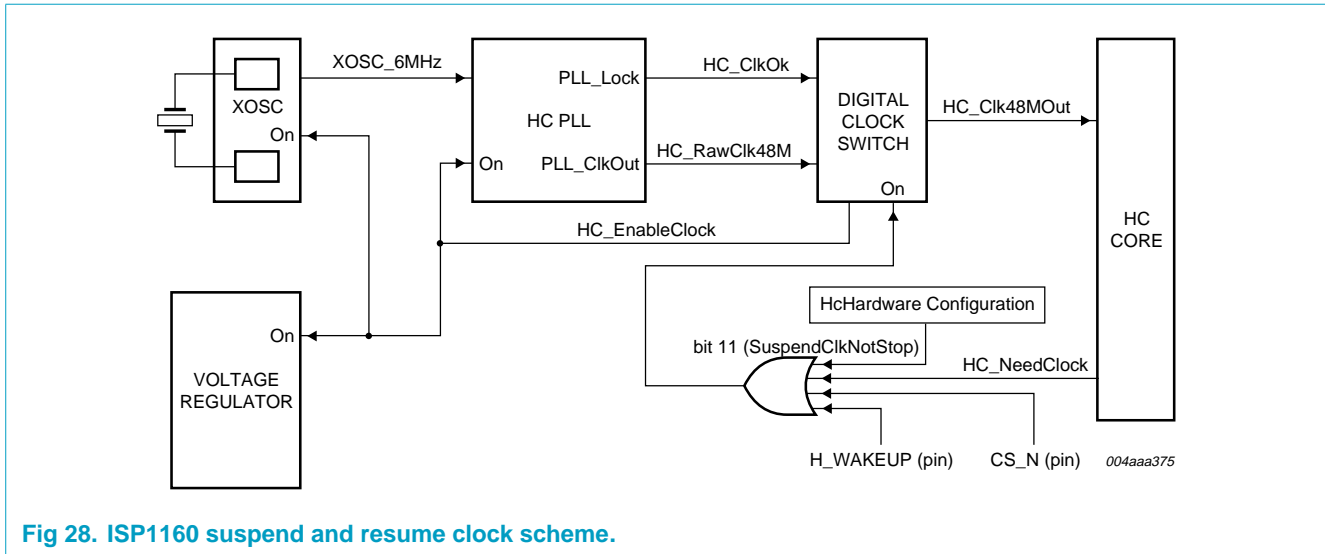 XOSC_6MHz
XOSC
On
PLL_Lock
HC PLL
On
PLL_ClkOut
HC_ClkOk
HC_RawClk48M
DIGITAL
CLOCK
SWITCH
On
HC_Clk48MOut
HC
CORE
HC_EnableClock
HcHardware Configuration
On
VOLTAGE
REGULATOR
bit 11 (SuspendClkNotStop)
HC_NeedClock
H_WAKEUP (pin)
CS_N (pin)
004aaa375
Fig 28. ISP1160 suspend and resume clock scheme.